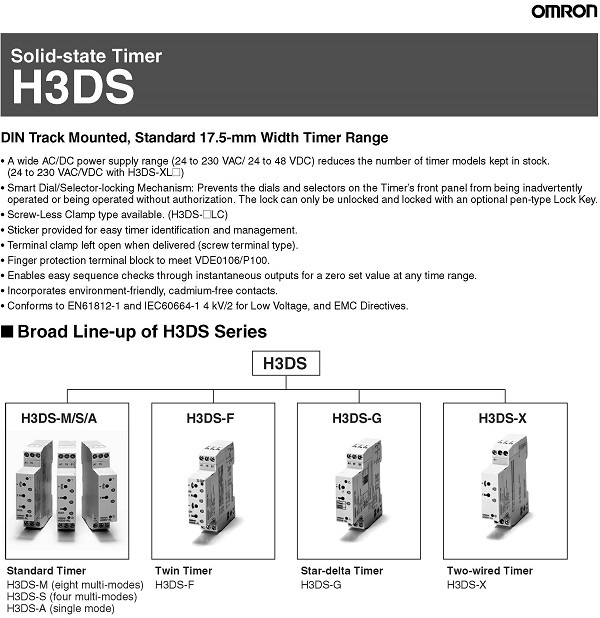 OMRON
Solid-state Timer
H3DS
DIN Track Mounted, Standard 17.5-mm Width Timer Range
• A wide AC/DC power supply range (24 to 230 VAC/ 24 to 48 VDC) reduces the number of timer models kept in stock.
(24 to 230 VAC/VDC with H3DS-XL□)
• Smart Dial/Selector-locking Mechanism: Prevents the dials and selectors on the Timer's front panel from being inadvertently
operated or being operated without authorization. The lock can only be unlocked and locked with an optional pen-type Lock Key.
• Screw-Less Clamp type available. (H3DS-□LC)
• Sticker provided for easy timer identification and management.
• Terminal clamp left open when delivered (screw terminal type).
• Finger protection terminal block to meet VDE0106/P100.
• Enables easy sequence checks through instantaneous outputs for a zero set value at any time range.
• Incorporates environment-friendly, cadmium-free contacts.
• Conforms to EN61812-1 and IEC60664-1 4 kV/2 for Low Voltage, and EMC Directives.
■ Broad Line-up of H3DS Series
H3DS
H3DS-M/S/A
H3DS-F
H3DS-G
H3DS-X
Standard Timer
H3DS-M (eight multi-modes)
H3DS-S (four multi-modes)
H3DS-A (single mode)
Twin Timer
H3DS-F
Star-delta Timer
H3DS-G
Two-wired Timer
H3DS-X